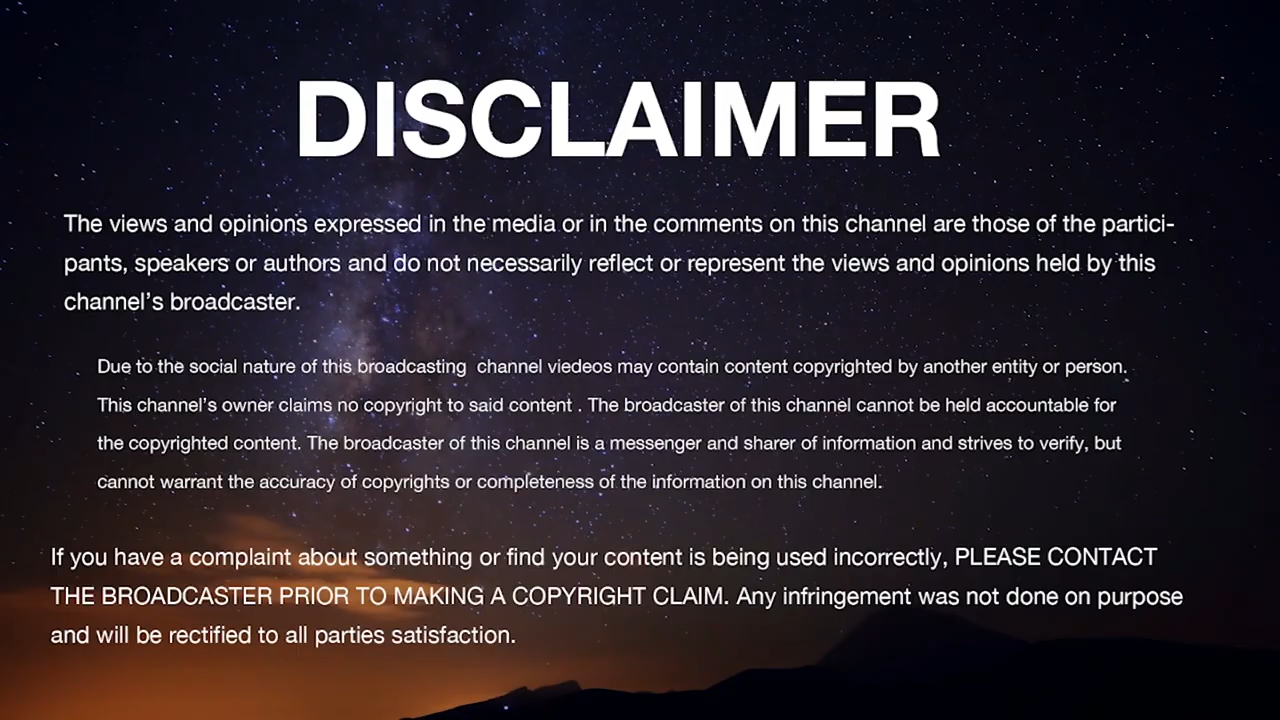 DISCLAIMER
The views and opinions expressed in the media or in the comments on this channel are those of the partici-
pants, speakers or authors and do not necessarily reflect or represent the views and opinions held by this
channel’s broadcaster.
Due to the social nature of this broadcasting  channel viedeos may contain content copyrighted by another entity or person.
This channel’s owner claims no copyright to said content . The broadcaster of this channel cannot be held accountable for
the copyrighted content. The broadcaster of this channel is a messenger and sharer of information and strives to verify, but
cannot warrant the accuracy of copyrights or completeness of the information on this channel.
If you have a complaint about something or find your content is being used incorrectly, PLEASE CONTACT
THE BROADCASTER PRIOR TO MAKING A COPYRIGHT CLAIM. Any infringement was not done on purpose
and will be rectified to all parties satisfaction.